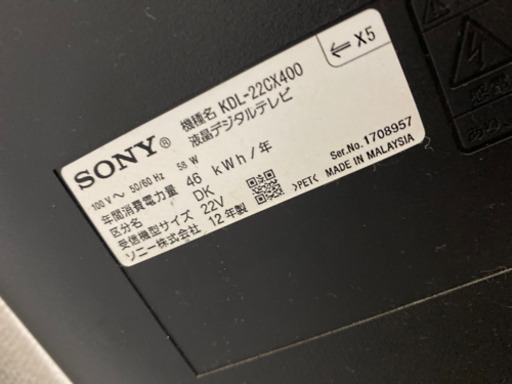 SONY®
機種名 KDL-22CX400
液晶デジタルテレビ
⇐ X5
100 V～ 50/60 Hz 58 W
年間消費電力量 46 kWh/年
区分名 DK
受信機型サイズ 22V
ソニー株式会社 12年製
>PET<
Ser.No.1708957
MADE IN MALAYSIA